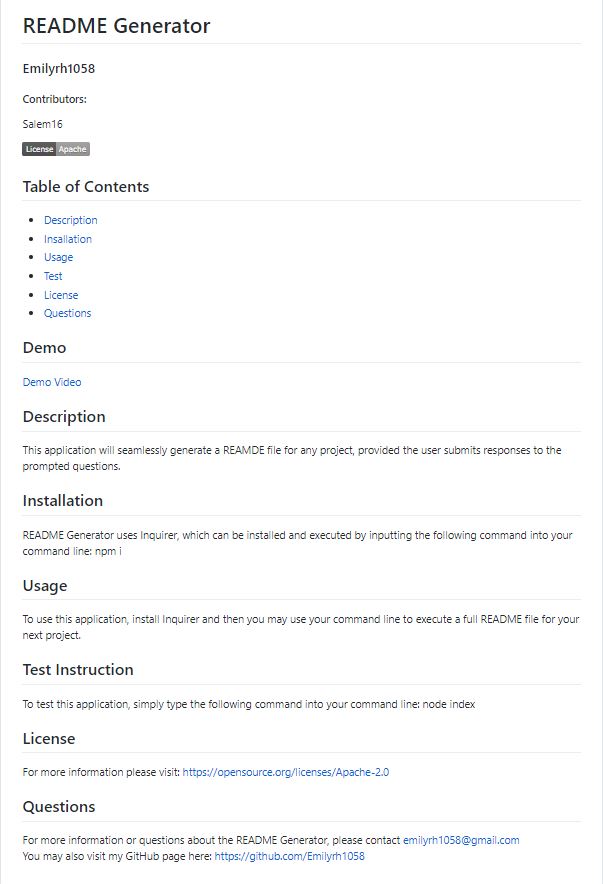 README Generator
Emilyrh1058
Contributors:
Salem16
License Apache
Table of Contents
Description
Insallation
Usage
Test
License
Questions
Demo
Demo Video
Description
This application will seamlessly generate a REAMDE file for any project, provided the user submits responses to the
prompted questions.
Installation
README Generator uses Inquirer, which can be installed and executed by inputting the following command into your
command line: npm i
Usage
To use this application, install Inquirer and then you may use your command line to execute a full README file for your
next project.
Test Instruction
To test this application, simply type the following command into your command line: node index
License
For more information please visit: https://opensource.org/licenses/Apache-2.0
Questions
For more information or questions about the README Generator, please contact emilyrh1058@gmail.com
You may also visit my GitHub page here: https://github.com/Emilyrh1058